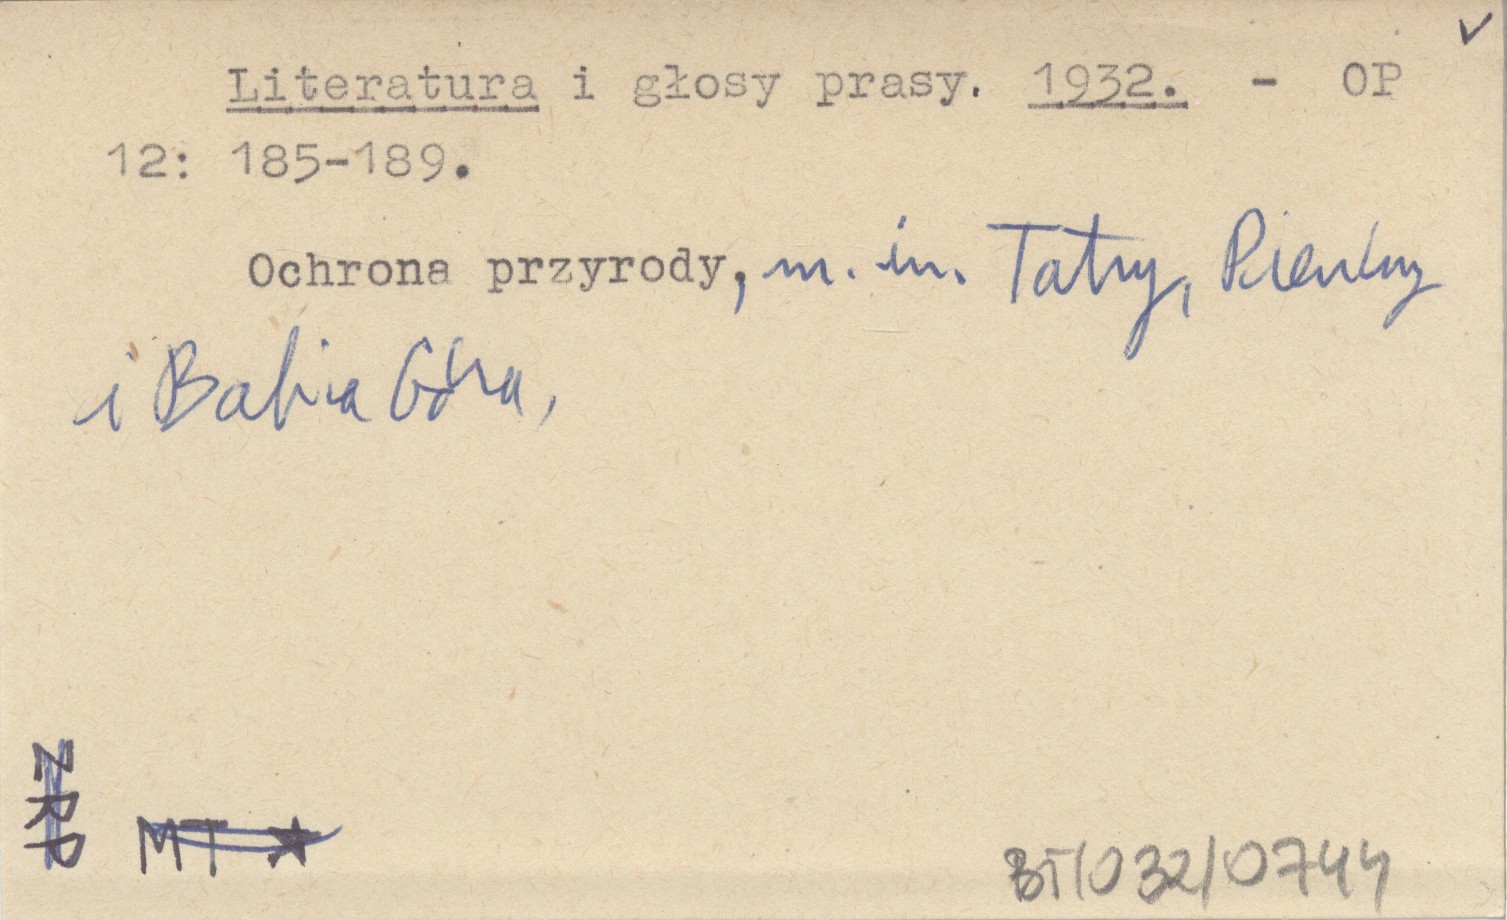 Literatura i głosy prasy. 1932. - OP
12: 185-189.
Ochrona przyrody, m. in. Tatry, Pieniny
i Babia Góra,
ZRP
MT ★
BT/032/0744